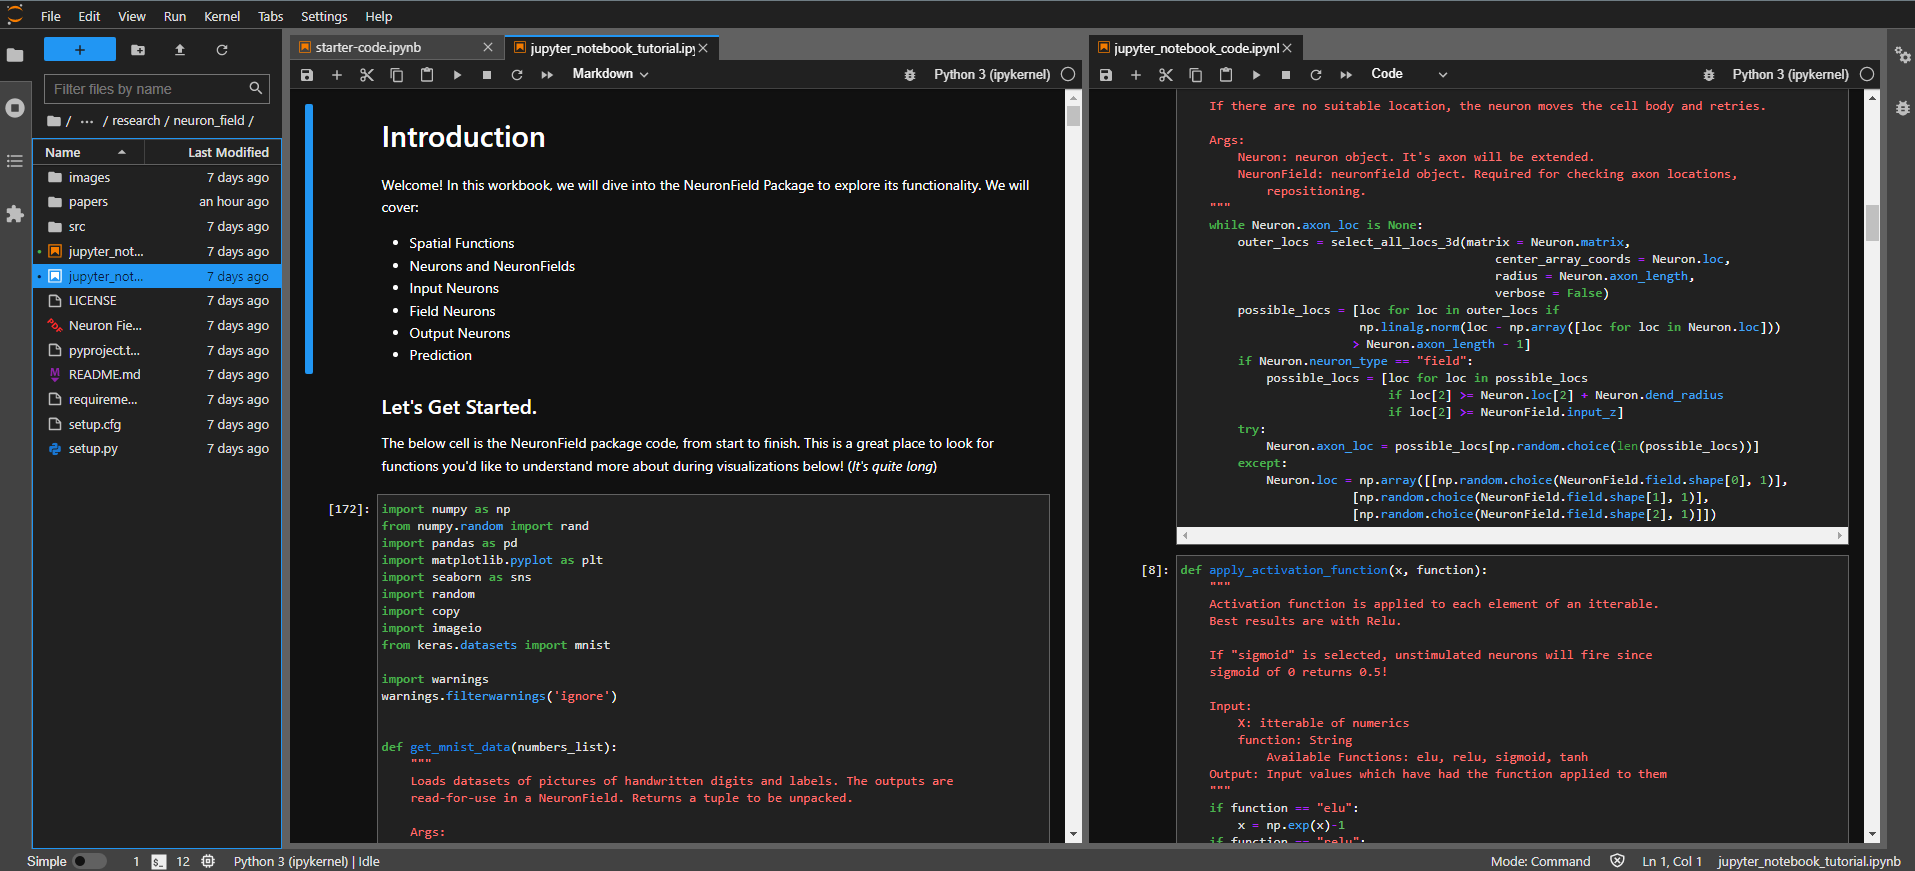 File Edit View Run Kernel Tabs Settings Help
Filter files by name
/ ··· / research / neuron_field /
Name Last Modified
images 7 days ago
papers an hour ago
src 7 days ago
jupyter_not... 7 days ago
jupyter_not... 7 days ago
LICENSE 7 days ago
Neuron Fie... 7 days ago
pyproject.t... 7 days ago
README.md 7 days ago
requireme... 7 days ago
setup.cfg 7 days ago
setup.py 7 days ago
starter-code.ipynb
jupyter_notebook_tutorial.ipy
Markdown Python 3 (ipykernel)
Introduction
Welcome! In this workbook, we will dive into the NeuronField Package to explore its functionality. We will
cover:
• Spatial Functions
• Neurons and NeuronFields
• Input Neurons
• Field Neurons
• Output Neurons
• Prediction
Let's Get Started.
The below cell is the NeuronField package code, from start to finish. This is a great place to look for
functions you'd like to understand more about during visualizations below! (It's quite long)
[172]: import numpy as np
from numpy.random import rand
import pandas as pd
import matplotlib.pyplot as plt
import seaborn as sns
import random
import copy
import imageio
from keras.datasets import mnist
import warnings
warnings.filterwarnings('ignore')
def get_mnist_data(numbers_list):
"""
Loads datasets of pictures of handwritten digits and labels. The outputs are
read-for-use in a NeuronField. Returns a tuple to be unpacked.
Args:
jupyter_notebook_code.ipynl
Code Python 3 (ipykernel)
If there are no suitable location, the neuron moves the cell body and retries.
Args:
Neuron: neuron object. It's axon will be extended.
NeuronField: neuronfield object. Required for checking axon locations,
repositioning.
"""
while Neuron.axon_loc is None:
outer_locs = select_all_locs_3d(matrix = Neuron.matrix,
center_array_coords = Neuron.loc,
radius = Neuron.axon_length,
verbose = False)
possible_locs = [loc for loc in outer_locs if
np.linalg.norm(loc - np.array([loc for loc in Neuron.loc]))
> Neuron.axon_length - 1]
if Neuron.neuron_type == "field":
possible_locs = [loc for loc in possible_locs
if loc[2] >= Neuron.loc[2] + Neuron.dend_radius
if loc[2] >= NeuronField.input_z]
try:
Neuron.axon_loc = possible_locs[np.random.choice(len(possible_locs))]
except:
Neuron.loc = np.array([[np.random.choice(NeuronField.field.shape[0], 1)],
[np.random.choice(NeuronField.field.shape[1], 1)],
[np.random.choice(NeuronField.field.shape[2], 1)]])
[8]: def apply_activation_function(x, function):
"""
Activation function is applied to each element of an itterable.
Best results are with Relu.
If "sigmoid" is selected, unstimulated neurons will fire since
sigmoid of 0 returns 0.5!
Input:
X: itterable of numerics
function: String
Available Functions: elu, relu, sigmoid, tanh
Output: Input values which have had the function applied to them
"""
if function == "elu":
x = np.exp(x)-1
if function == "relu":
Simple 1 12 Python 3 (ipykernel) | Idle Mode: Command Ln 1, Col 1 jupyter_notebook_tutorial.ipynb